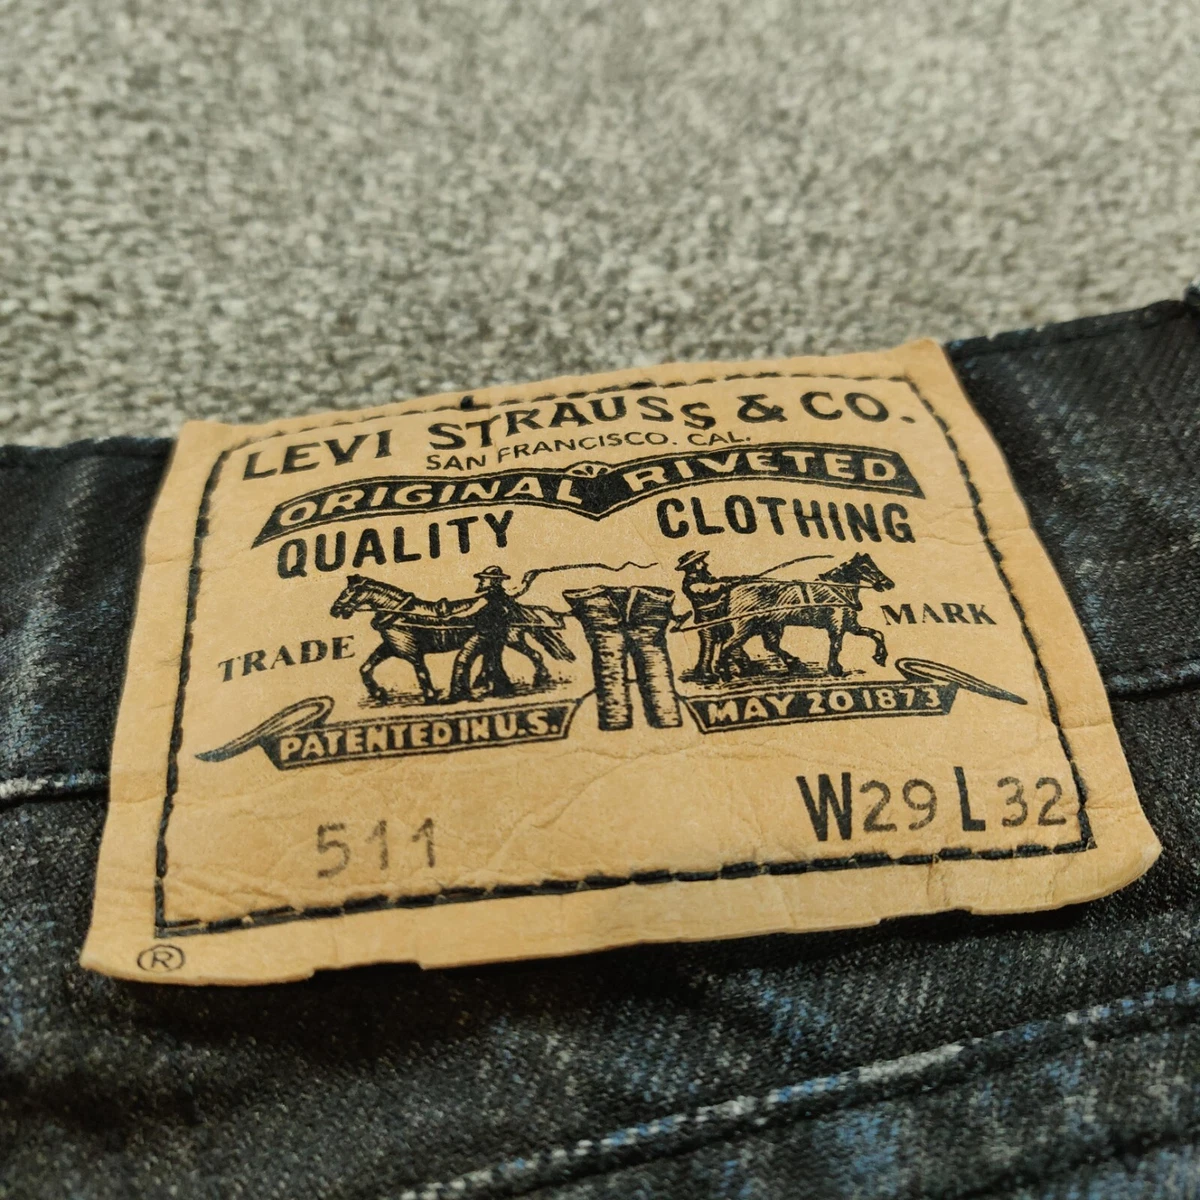 LEVI STRAUSS & CO.
SAN FRANCISCO. CAL.
ORIGINAL RIVETED
QUALITY CLOTHING
TRADE MARK
PATENTED IN U.S. MAY 20 1873
511 W29 L32
®